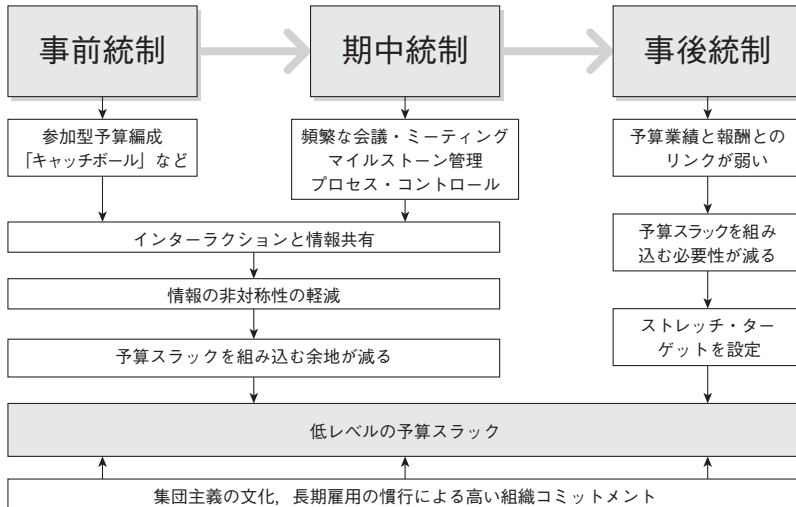 事前統制
期中統制
事後統制
参加型予算編成
「キャッチボール」など
頻繁な会議・ミーティング
マイルストーン管理
プロセス・コントロール
予算業績と報酬との
リンクが弱い
インターラクションと情報共有
予算スラックを組み
込む必要性が減る
情報の非対称性の軽減
予算スラックを組み込む余地が減る
ストレッチ・ター
ゲットを設定
低レベルの予算スラック
集団主義の文化，長期雇用の慣行による高い組織コミットメント